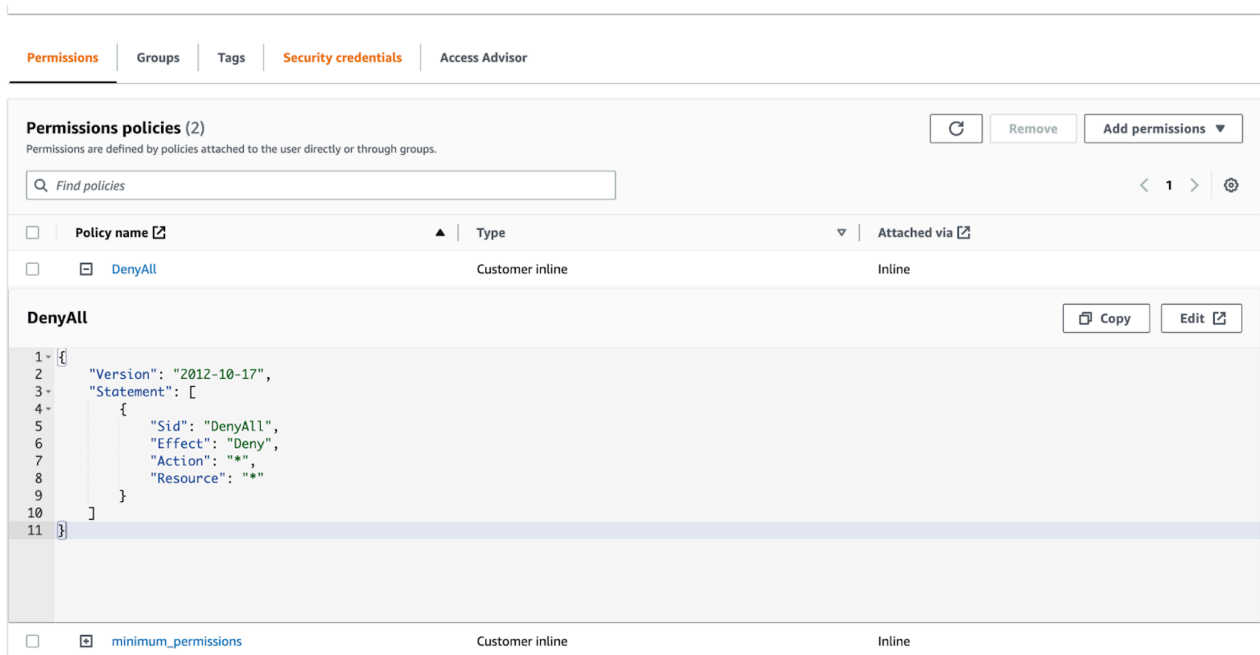 Permissions Groups Tags Security credentials Access Advisor
Permissions policies (2)
Remove
Add permissions
Permissions are defined by policies attached to the user directly or through groups.
Find policies
1
Policy name Type Attached via
DenyAll Customer inline Inline
DenyAll
Copy Edit
1 {
2 "Version": "2012-10-17",
3 "Statement": [
4 {
5 "Sid": "DenyAll",
6 "Effect": "Deny",
7 "Action": "*",
8 "Resource": "*"
9 }
10 ]
11 }
minimum_permissions Customer inline Inline